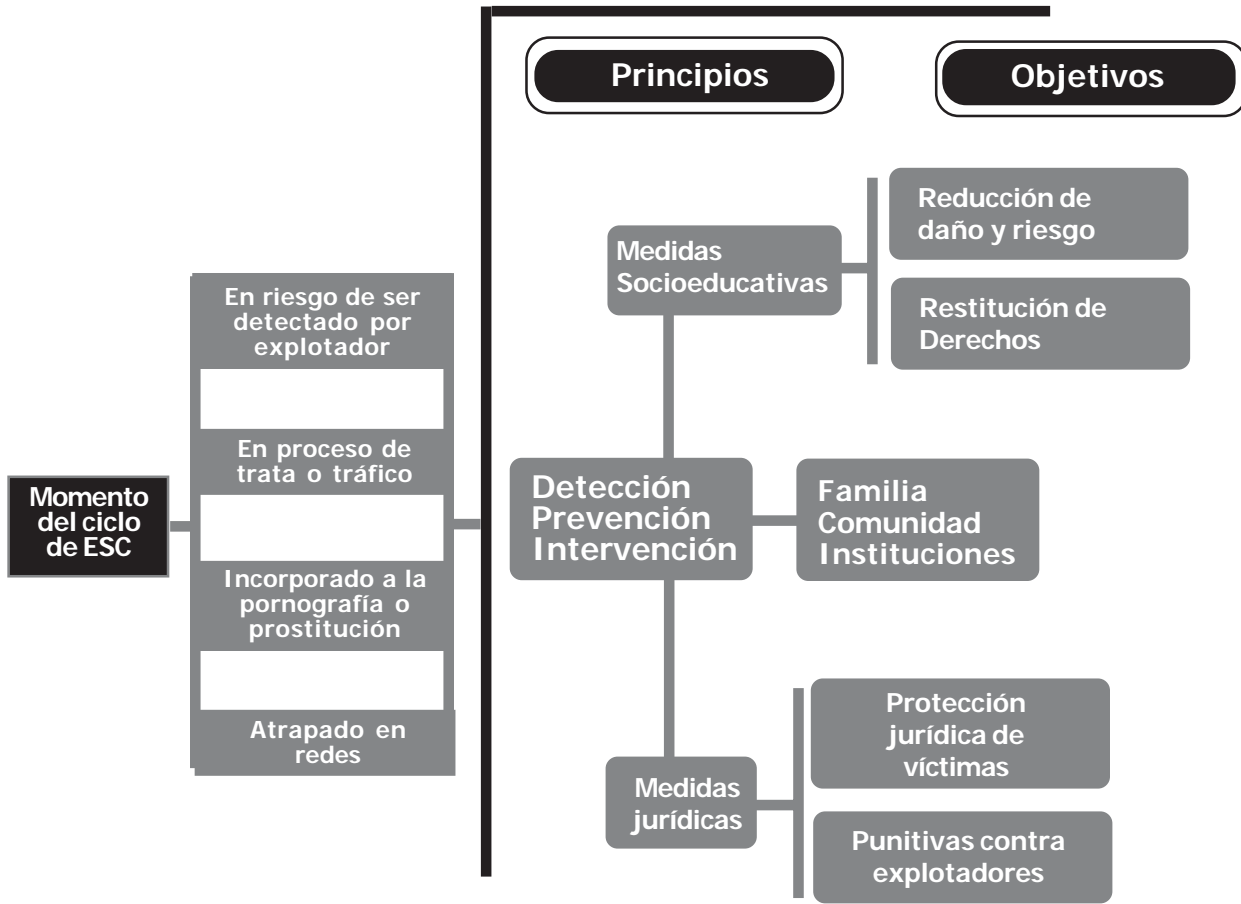 Principios
Objetivos
Momento
del ciclo
de ESC
En riesgo de ser
detectado por
explotador
En proceso de
trata o tráfico
Incorporado a la
pornografía o
prostitución
Atrapado en
redes
Medidas
Socioeducativas
Reducción de
daño y riesgo
Restitución de
Derechos
Detección
Prevención
Intervención
Familia
Comunidad
Instituciones
Medidas
jurídicas
Protección
jurídica de
víctimas
Punitivas contra
explotadores